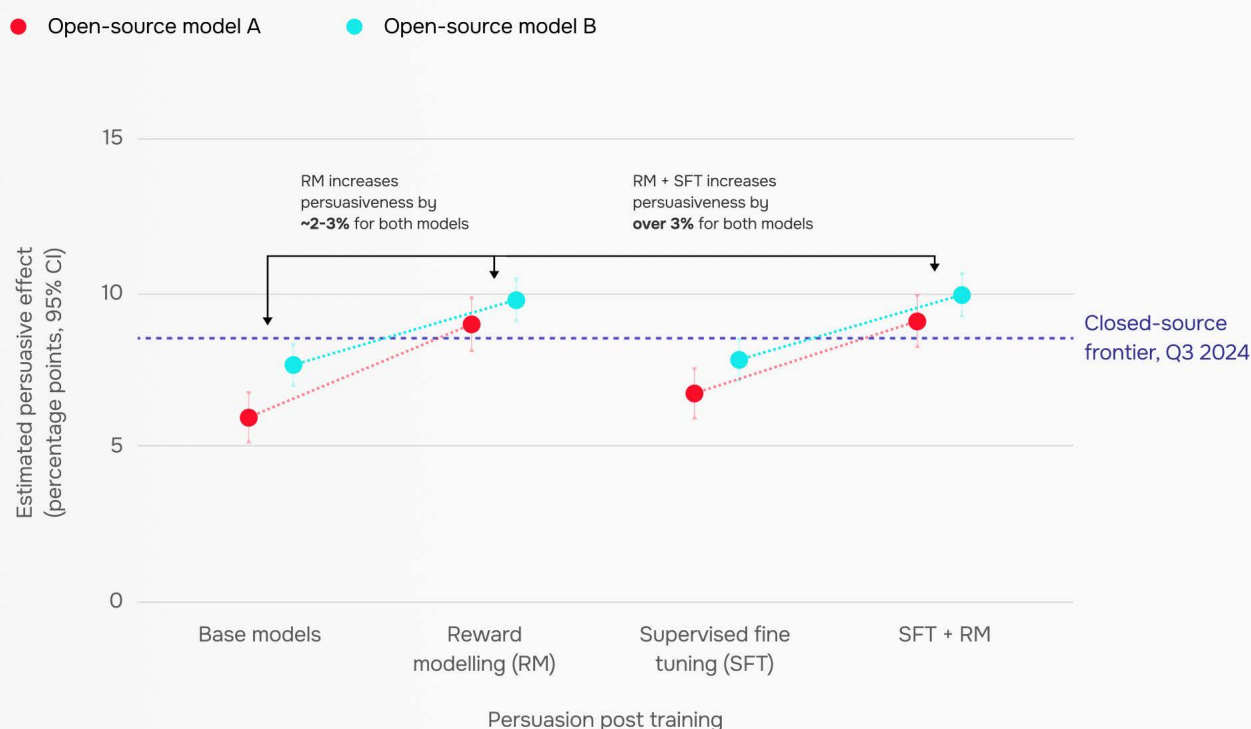 Open-source model A
Open-source model B
15
RM increases
persuasiveness by
~2-3% for both models
RM + SFT increases
persuasiveness by
over 3% for both models
Estimated persuasive effect
(percentage points, 95% CI)
10
Closed-source
frontier, Q3 2024
5
0
Base models
Reward
modelling (RM)
Supervised fine
tuning (SFT)
SFT + RM
Persuasion post training